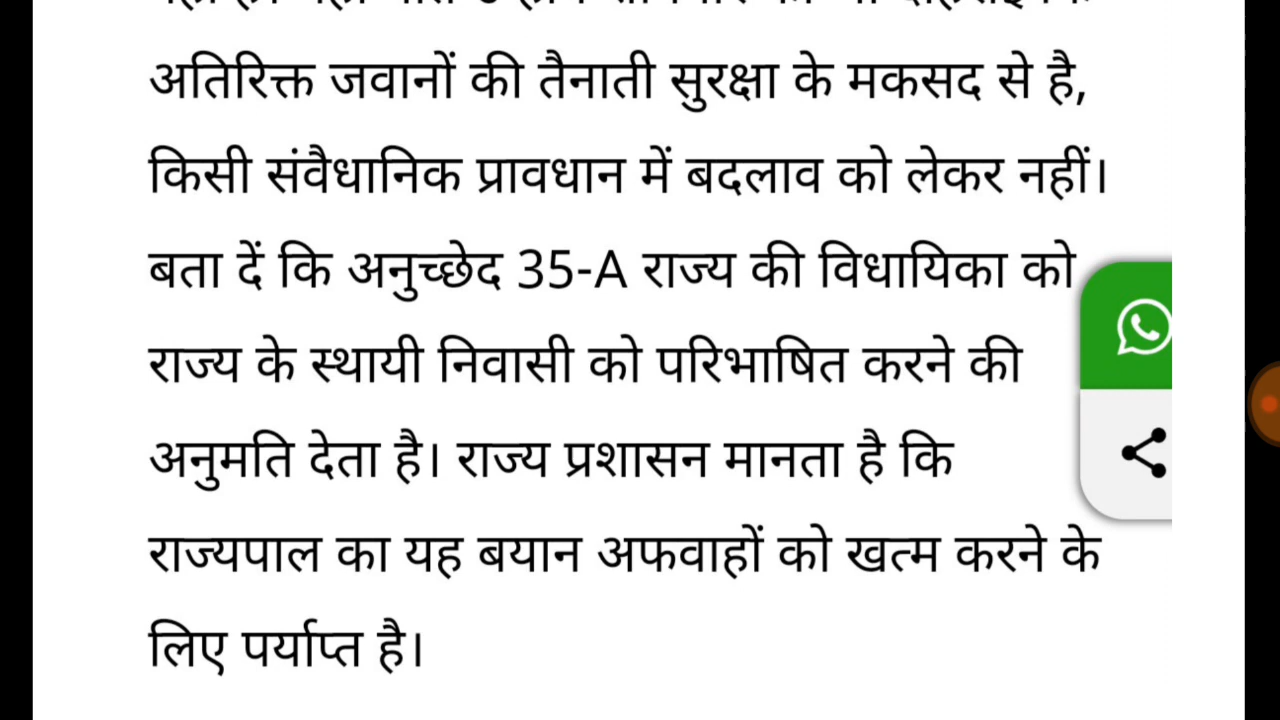 अतिरिक्त जवानों की तैनाती सुरक्षा के मकसद से है,
किसी संवैधानिक प्रावधान में बदलाव को लेकर नहीं।
बता दें कि अनुच्छेद 35-A राज्य की विधायिका को
राज्य के स्थायी निवासी को परिभाषित करने की
अनुमति देता है। राज्य प्रशासन मानता है कि
राज्यपाल का यह बयान अफवाहों को खत्म करने के
लिए पर्याप्त है।